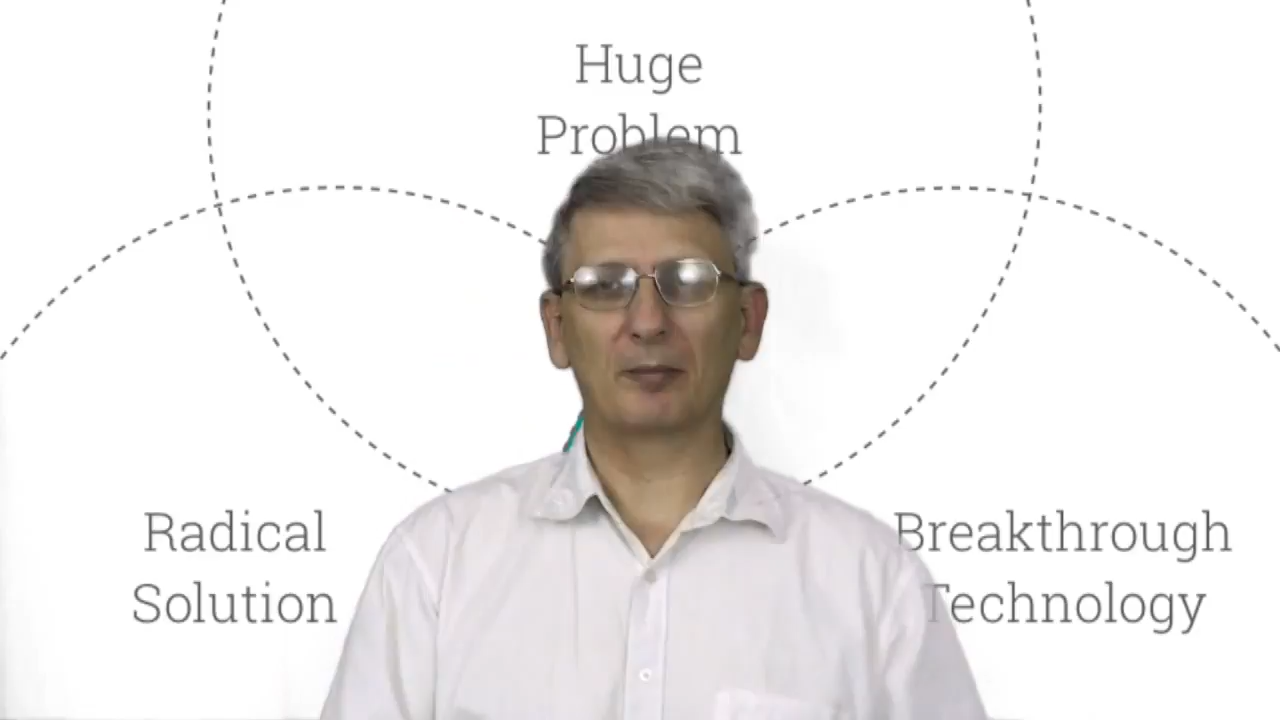 Huge
Problem
Radical
Solution
Breakthrough
Technology